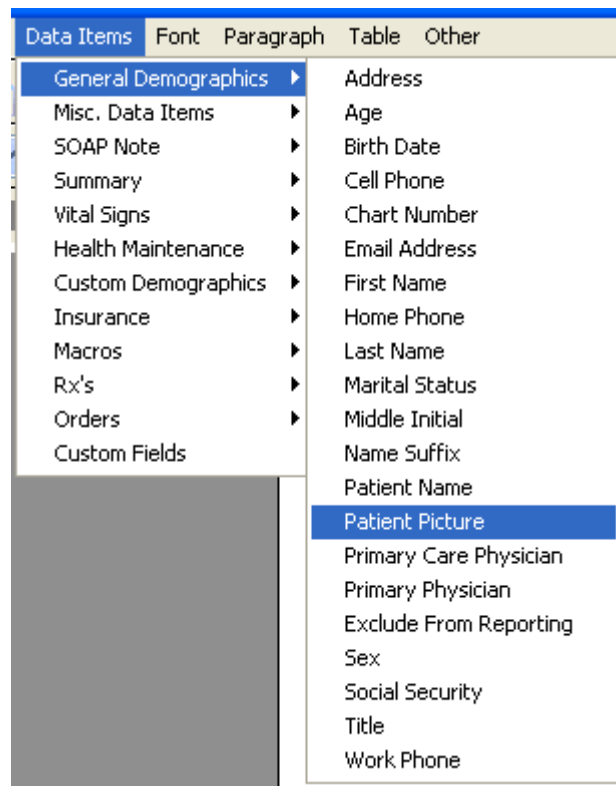 Data Items Font Paragraph Table Other
General Demographics
Misc. Data Items
SOAP Note
Summary
Vital Signs
Health Maintenance
Custom Demographics
Insurance
Macros
Rx's
Orders
Custom Fields
Address
Age
Birth Date
Cell Phone
Chart Number
Email Address
First Name
Home Phone
Last Name
Marital Status
Middle Initial
Name Suffix
Patient Name
Patient Picture
Primary Care Physician
Primary Physician
Exclude From Reporting
Sex
Social Security
Title
Work Phone